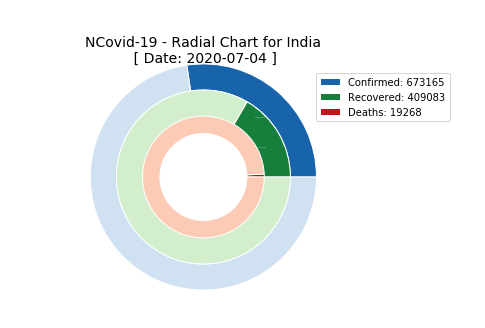 NCovid-19 - Radial Chart for India
[ Date: 2020-07-04 ]
Confirmed: 673165
Recovered: 409083
Deaths: 19268